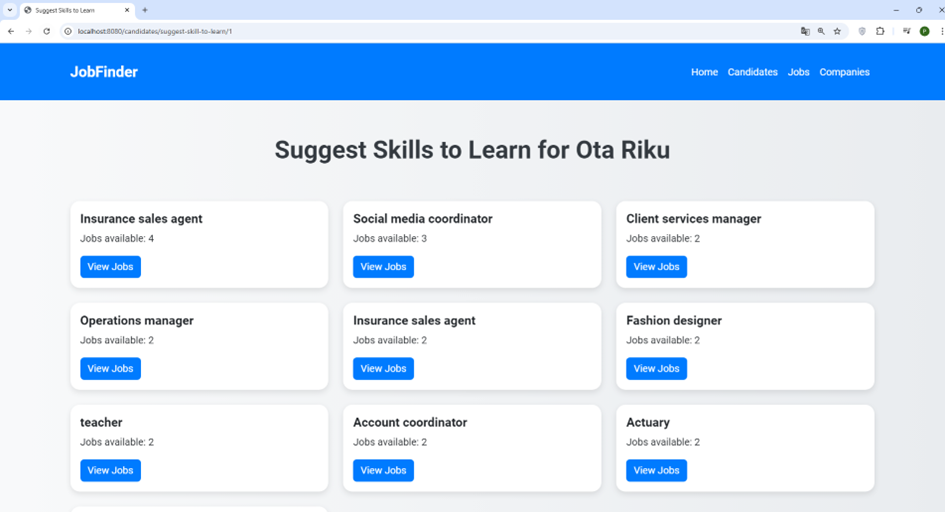 Suggest Skills to Learn
localhost:8080/candidates/suggest-skill-to-learn/1
P
JobFinder
Home Candidates Jobs Companies
Suggest Skills to Learn for Ota Riku
Insurance sales agent
Jobs available: 4
View Jobs
Social media coordinator
Jobs available: 3
View Jobs
Client services manager
Jobs available: 2
View Jobs
Operations manager
Jobs available: 2
View Jobs
Insurance sales agent
Jobs available: 2
View Jobs
Fashion designer
Jobs available: 2
View Jobs
teacher
Jobs available: 2
View Jobs
Account coordinator
Jobs available: 2
View Jobs
Actuary
Jobs available: 2
View Jobs